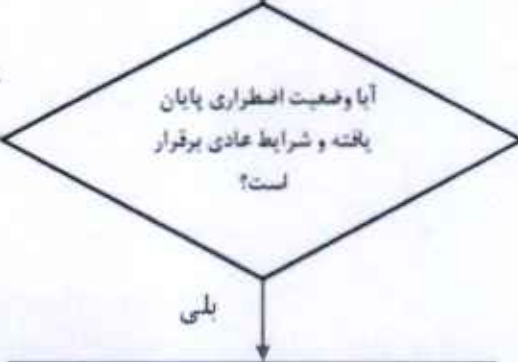 آیا وضعیت اضطراری پایان
یافته و شرایط عادی برقرار
است؟
بلی